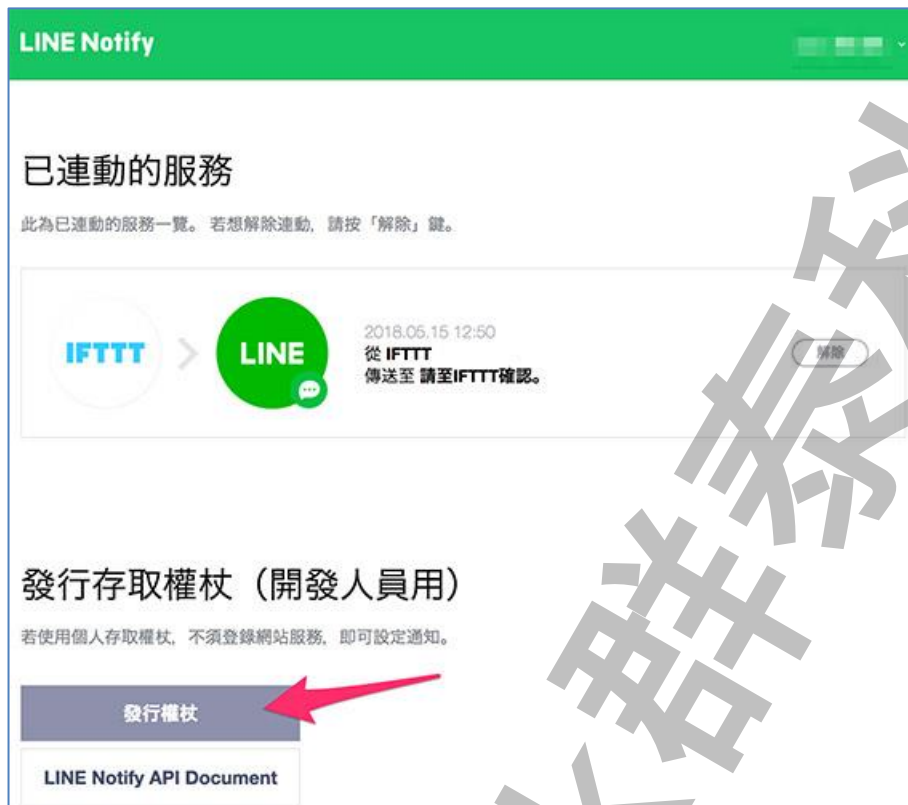 LINE Notify
已連動的服務
此為已連動的服務一覽。 若想解除連動，請按「解除」鍵。
IFTTT
LINE
2018.05.15 12:50
從 IFTTT
傳送至 請至IFTTT確認。
解除
發行存取權杖（開發人員用）
若使用個人存取權杖，不須登錄網站服務，即可設定通知。
發行權杖
LINE Notify API Document
群泰